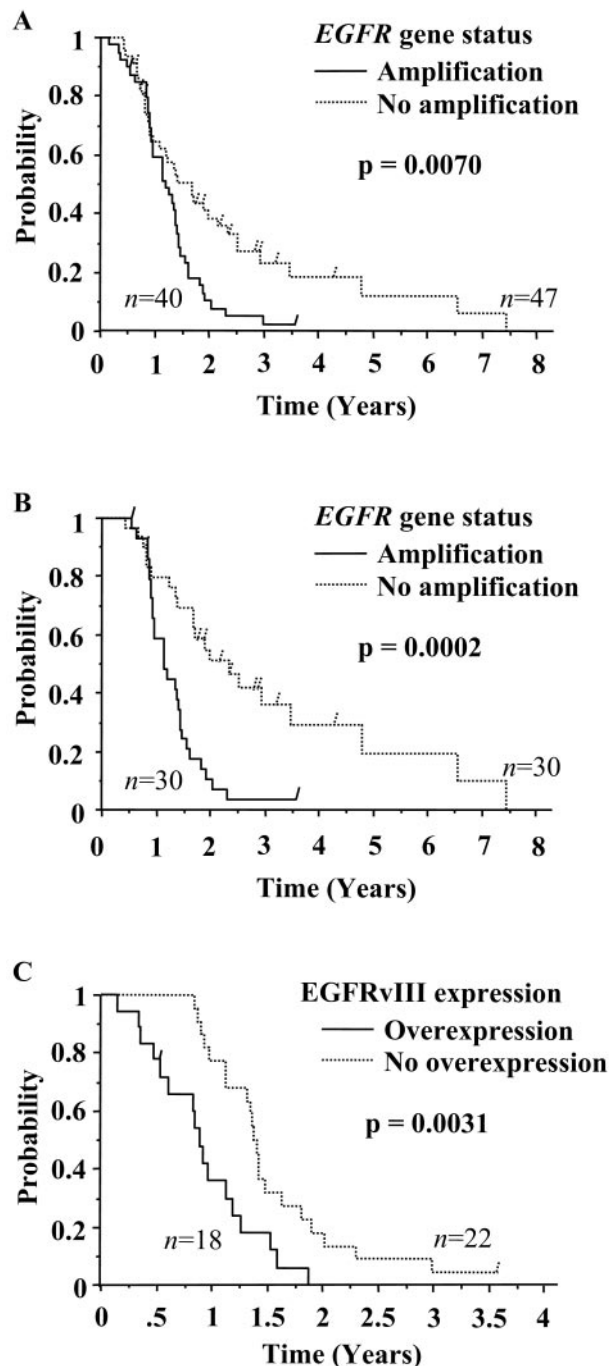 A
EGFR gene status
Amplification
No amplification
p = 0.0070
Probability
1
0.8
0.6
0.4
0.2
0
n=40
n=47
0 1 2 3 4 5 6 7 8
Time (Years)
B
EGFR gene status
Amplification
No amplification
p = 0.0002
Probability
1
0.8
0.6
0.4
0.2
0
n=30
n=30
0 1 2 3 4 5 6 7 8
Time (Years)
C
EGFRvIII expression
Overexpression
No overexpression
p = 0.0031
Probability
1
0.8
0.6
0.4
0.2
0
n=18
n=22
0 .5 1 1.5 2 2.5 3 3.5 4
Time (Years)